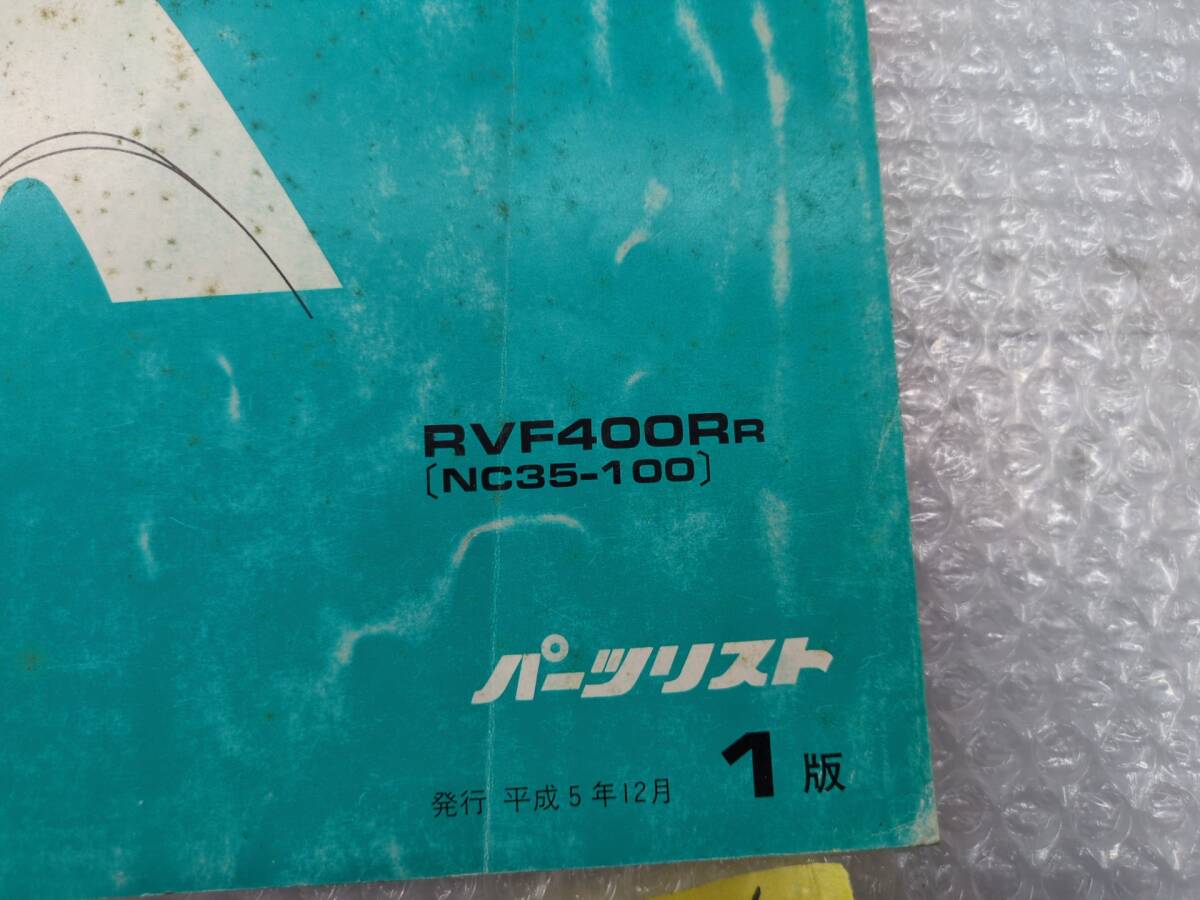 RVF400RR
〔NC35-100〕
パーツリスト
1版
発行 平成5年12月